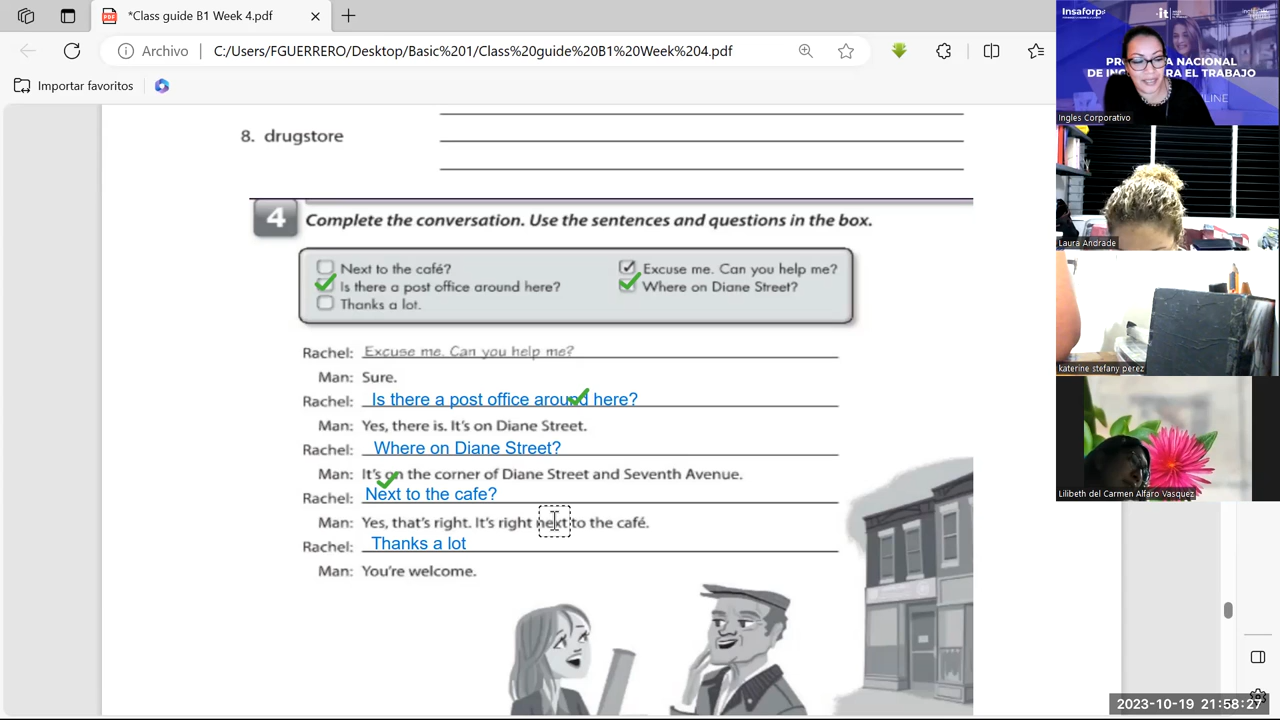 *Class guide B1 Week 4.pdf
Archivo
C:/Users/FGUERRERO/Desktop/Basic%201/Class%20guide%20B1%20Week%204.pdf
Importar favoritos
8. drugstore
4 Complete the conversation. Use the sentences and questions in the box.
Next to the café?
Excuse me. Can you help me?
Is there a post office around here?
Where on Diane Street?
Thanks a lot.
Rachel: Excuse me. Can you help me?
Man: Sure.
Rachel: Is there a post office around here?
Man: Yes, there is. It's on Diane Street.
Rachel: Where on Diane Street?
Man: It's on the corner of Diane Street and Seventh Avenue.
Rachel: Next to the cafe?
Man: Yes, that's right. It's right next to the café.
Rachel: Thanks a lot
Man: You're welcome.
Insaforp
NACIONAL
EL TRABAJO
Ingles Corporativo
Laura Andrade
katerine stefany perez
Lilibeth del Carmen Alfaro Vasquez
2023-10-19 21:58:27